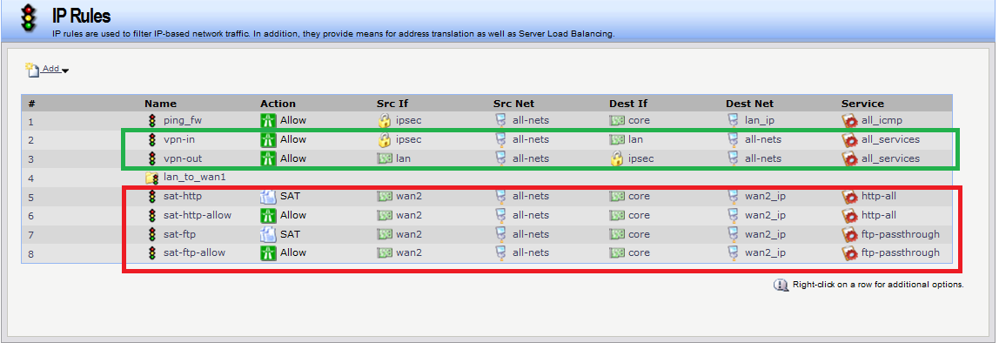 IP Rules
IP rules are used to filter IP-based network traffic. In addition, they provide means for address translation as well as Server Load Balancing.
Add
# Name Action Src If Src Net Dest If Dest Net Service
1 ping_fw Allow ipsec all-nets core lan_ip all_icmp
2 vpn-in Allow ipsec all-nets lan all-nets all_services
3 vpn-out Allow lan all-nets ipsec all-nets all_services
4 lan_to_wan1
5 sat-http SAT wan2 all-nets core wan2_ip http-all
6 sat-http-allow Allow wan2 all-nets core wan2_ip http-all
7 sat-ftp SAT wan2 all-nets core wan2_ip ftp-passthrough
8 sat-ftp-allow Allow wan2 all-nets core wan2_ip ftp-passthrough
Right-click on a row for additional options.